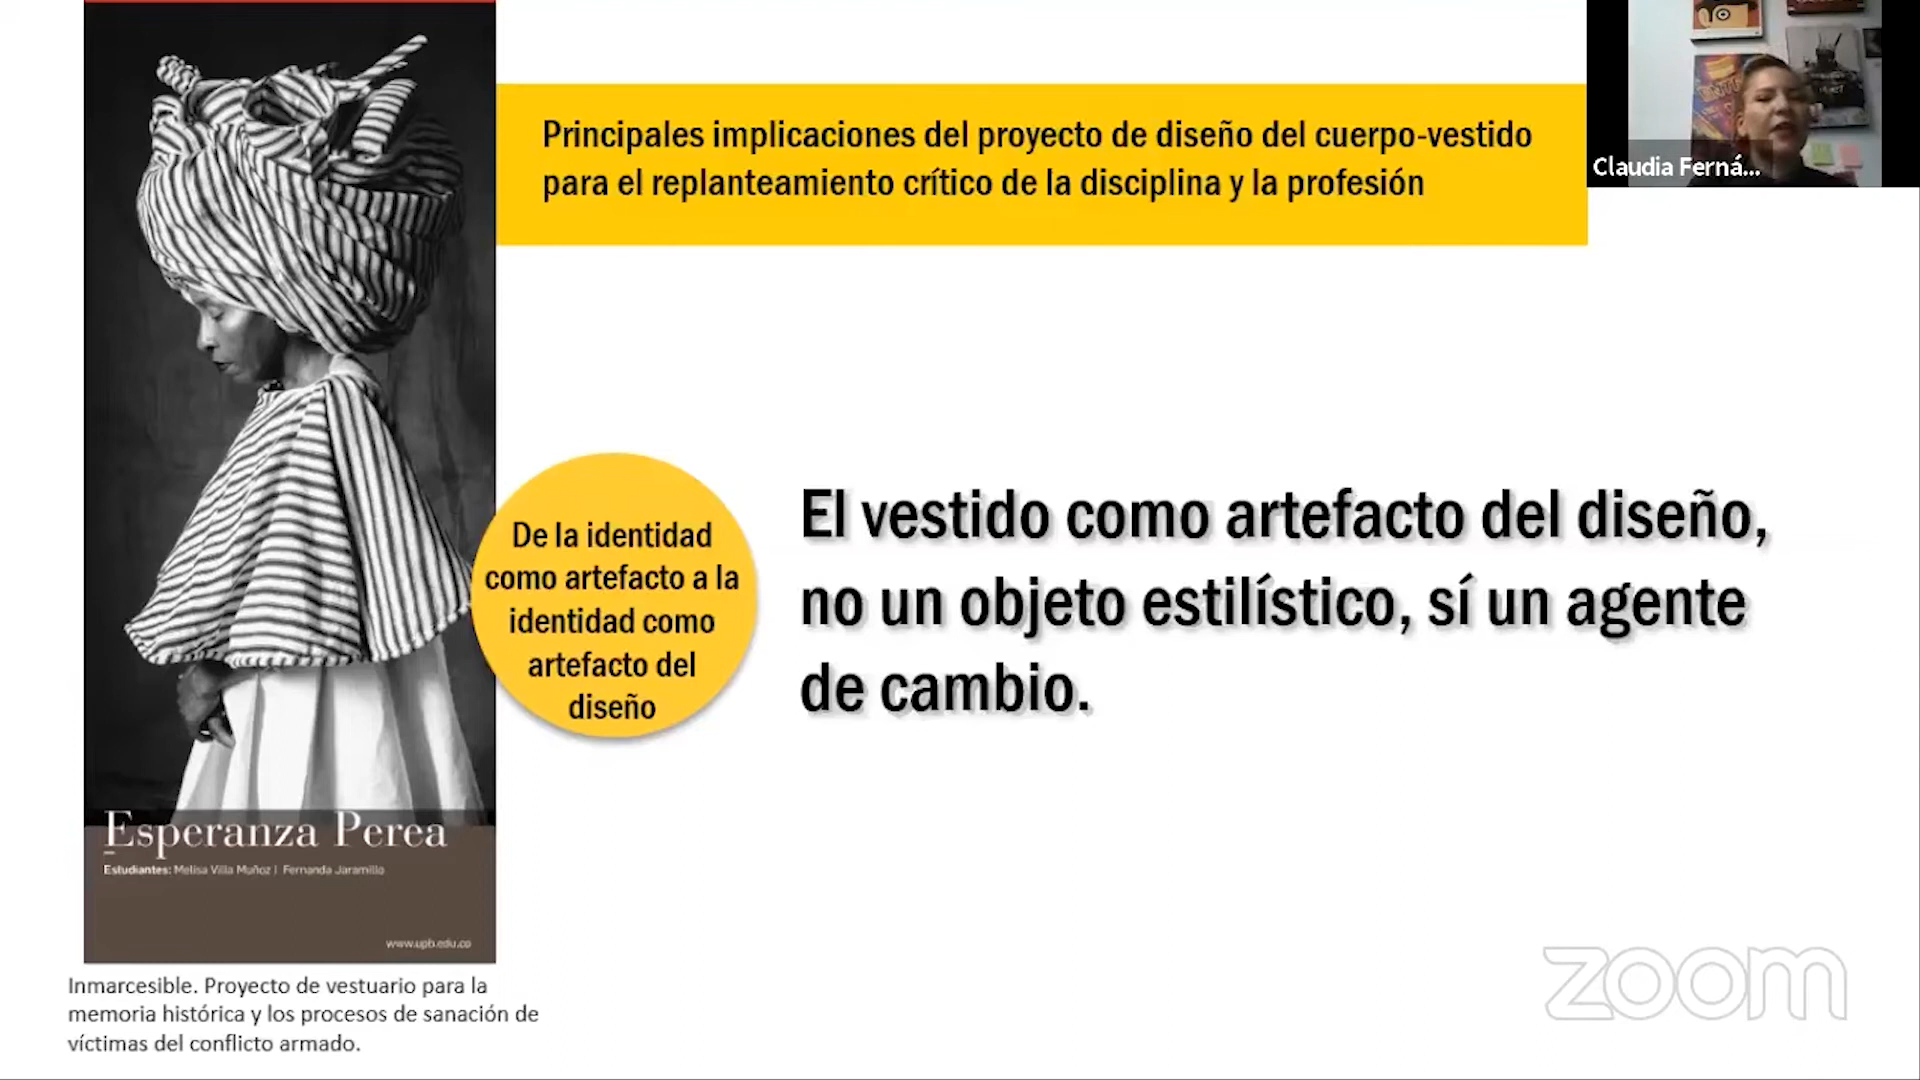 Principales implicaciones del proyecto de diseño del cuerpo-vestido
para el replanteamiento crítico de la disciplina y la profesión
Claudia Ferná...
De la identidad
como artefacto a la
identidad como
artefacto del
diseño
El vestido como artefacto del diseño,
no un objeto estilístico, sí un agente
de cambio.
Esperanza Perea
Estudiantes: Melisa Villa Muñoz | Fernanda Jaramillo
www.upb.edu.co
Inmarcesible. Proyecto de vestuario para la
memoria histórica y los procesos de sanación de
víctimas del conflicto armado.
zoom